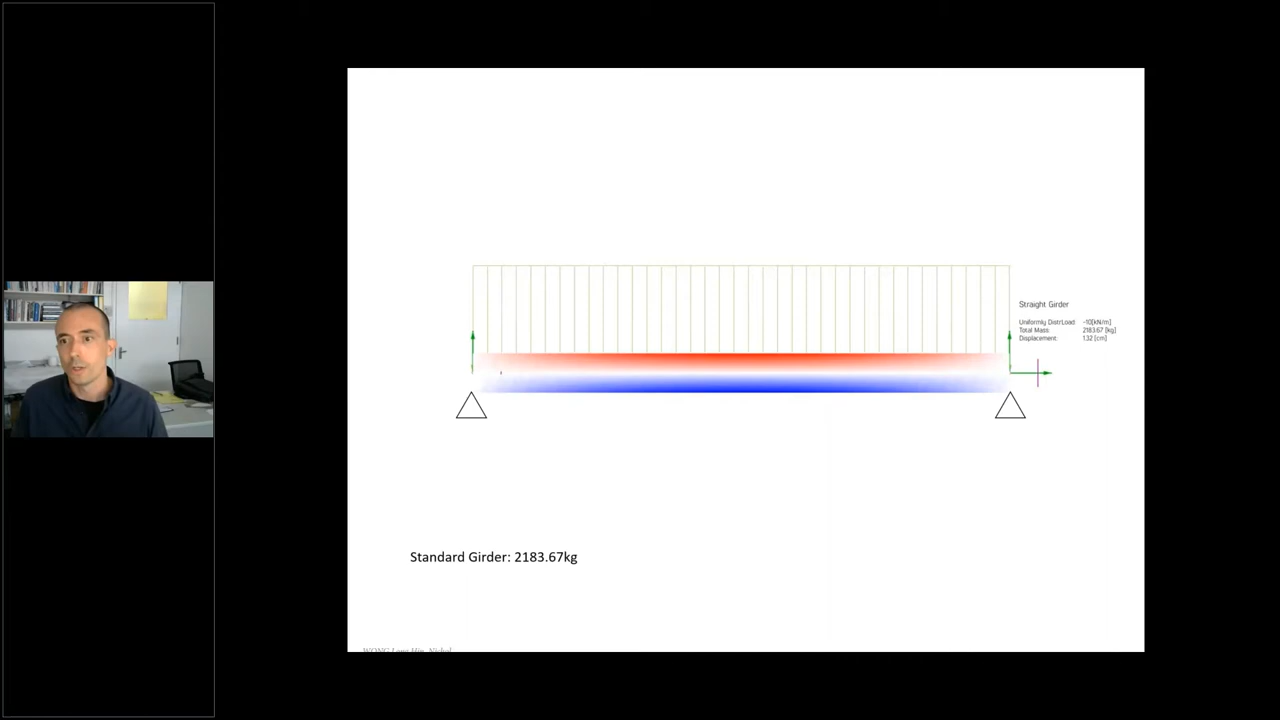 Straight Girder
Uniformly Distr.Load: -10[kN/m]
Total Mass: 2183.67 [kg]
Displacement: 1.32 [cm]
Standard Girder: 2183.67kg